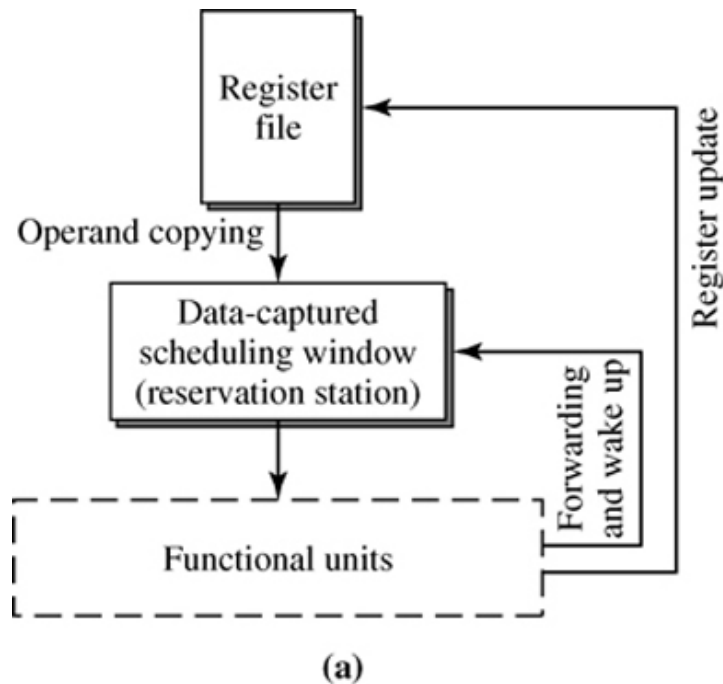 Register
file
Operand copying
Data-captured
scheduling window
(reservation station)
Forwarding
and wake up
Register update
Functional units
(a)